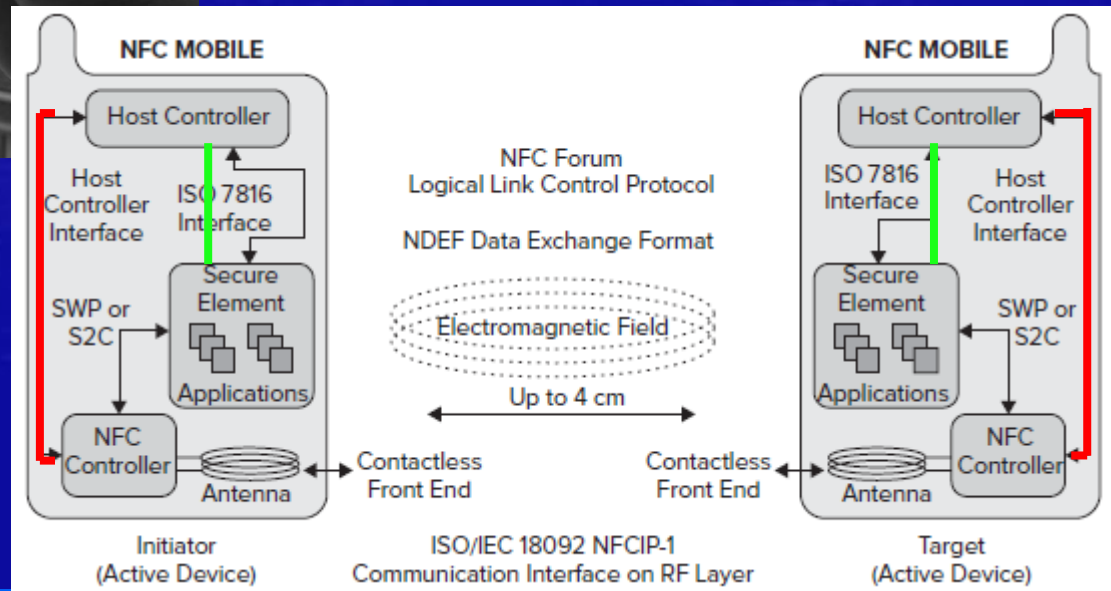 NFC MOBILE
Host Controller
Host
Controller
Interface
ISO 7816
Interface
Secure
Element
SWP or
S2C
Applications
NFC
Controller
Antenna
Initiator
(Active Device)
NFC Forum
Logical Link Control Protocol
NDEF Data Exchange Format
Electromagnetic Field
Up to 4 cm
Contactless
Front End
Contactless
Front End
ISO/IEC 18092 NFCIP-1
Communication Interface on RF Layer
NFC MOBILE
Host Controller
ISO 7816
Interface
Host
Controller
Interface
Secure
Element
SWP or
S2C
Applications
NFC
Controller
Antenna
Target
(Active Device)